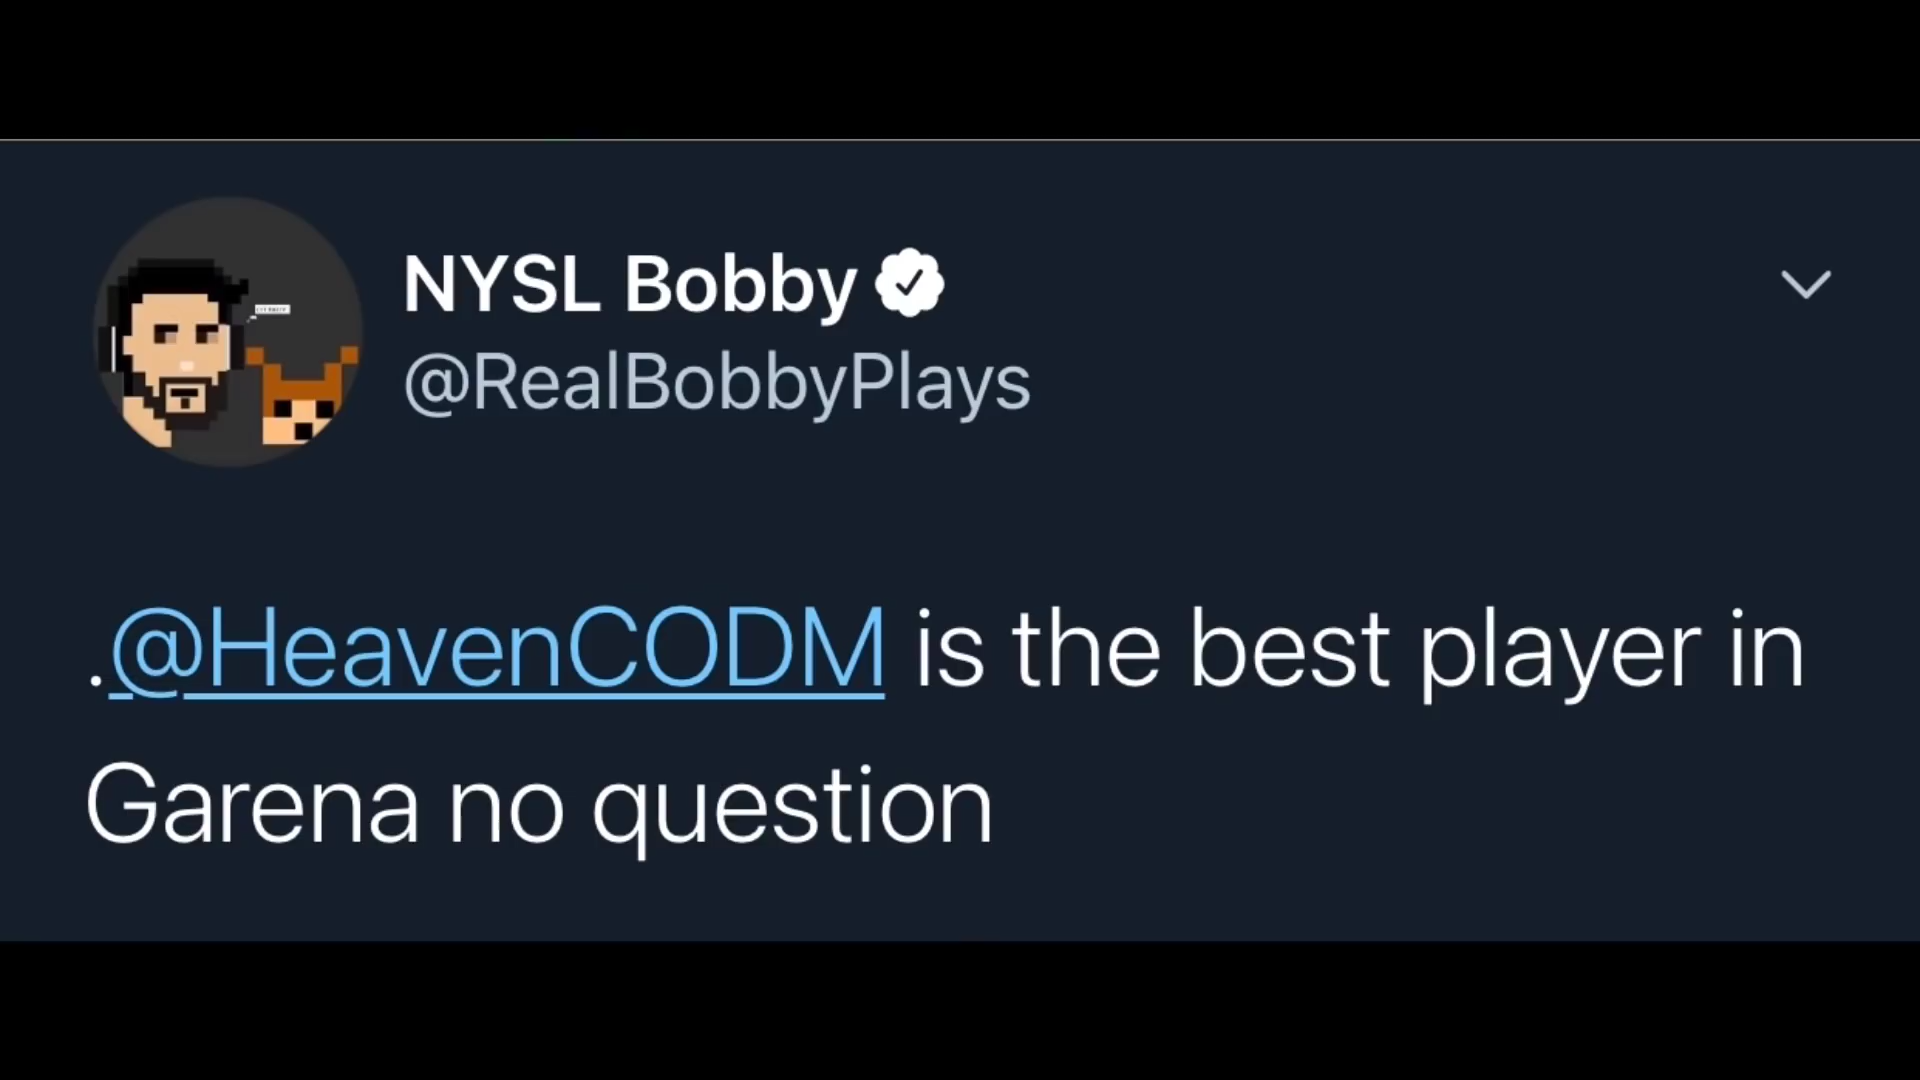 NYSL Bobby
@RealBobbyPlays
.@HeavenCODM is the best player in
Garena no question